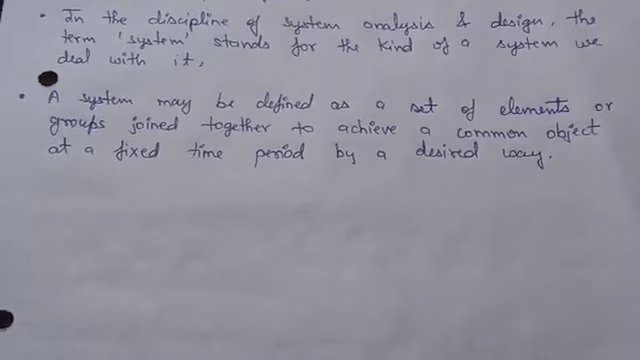 • In the discipline of system analysis & design, the
term 'system' stands for the kind of a system we
deal with it,
• A system may be defined as a set of elements or
groups joined together to achieve a common object
at a fixed time period by a desired way.